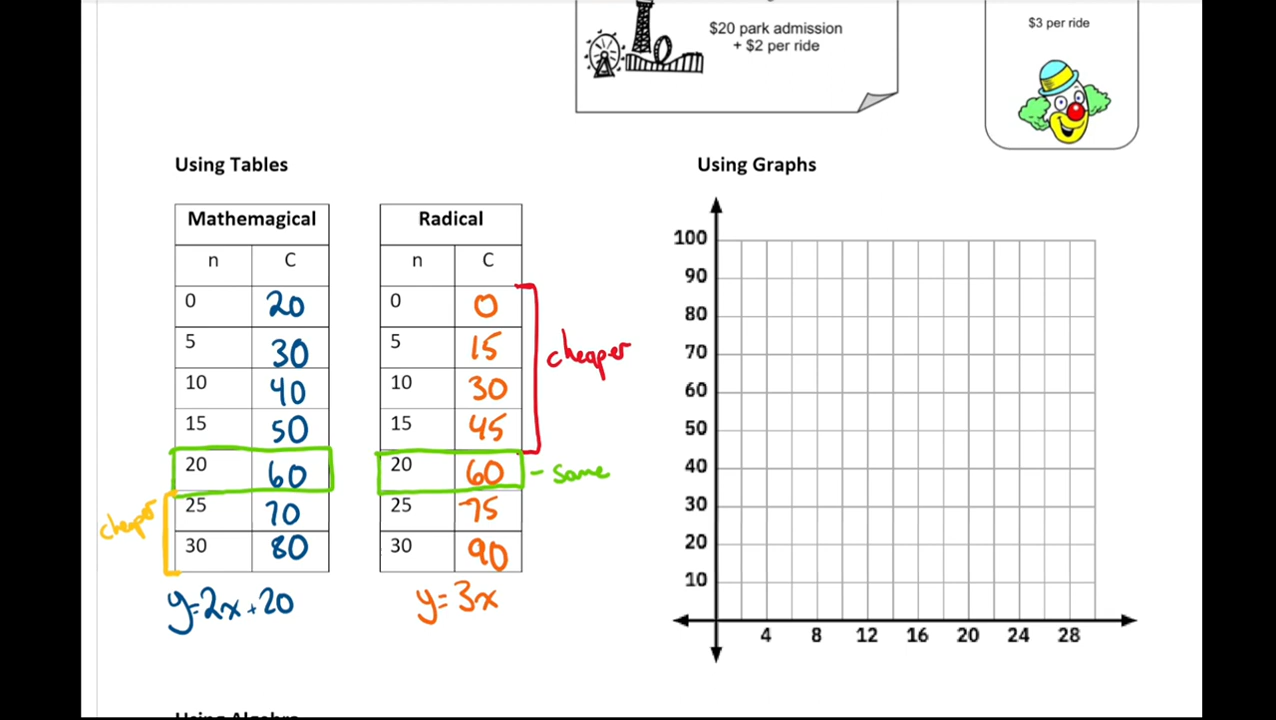 $20 park admission
+ $2 per ride
$3 per ride
Using Tables
Mathemagical
n C
0 20
5 30
10 40
15 50
20 60
25 70
30 80
cheaper
y=2x+20
Radical
n C
0 0
5 15
10 30
15 45
20 60
25 75
30 90
cheaper
- same
y=3x
Using Graphs
100
90
80
70
60
50
40
30
20
10
4 8 12 16 20 24 28
Using Algebra